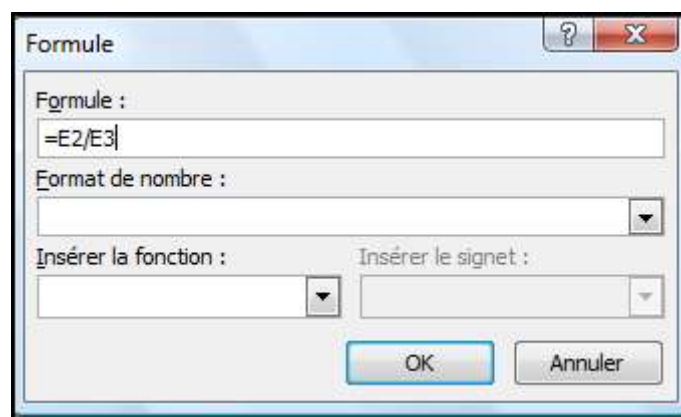 Formule
Formule :
=E2/E3
Format de nombre :
Insérer la fonction :
Insérer le signet :
OK
Annuler